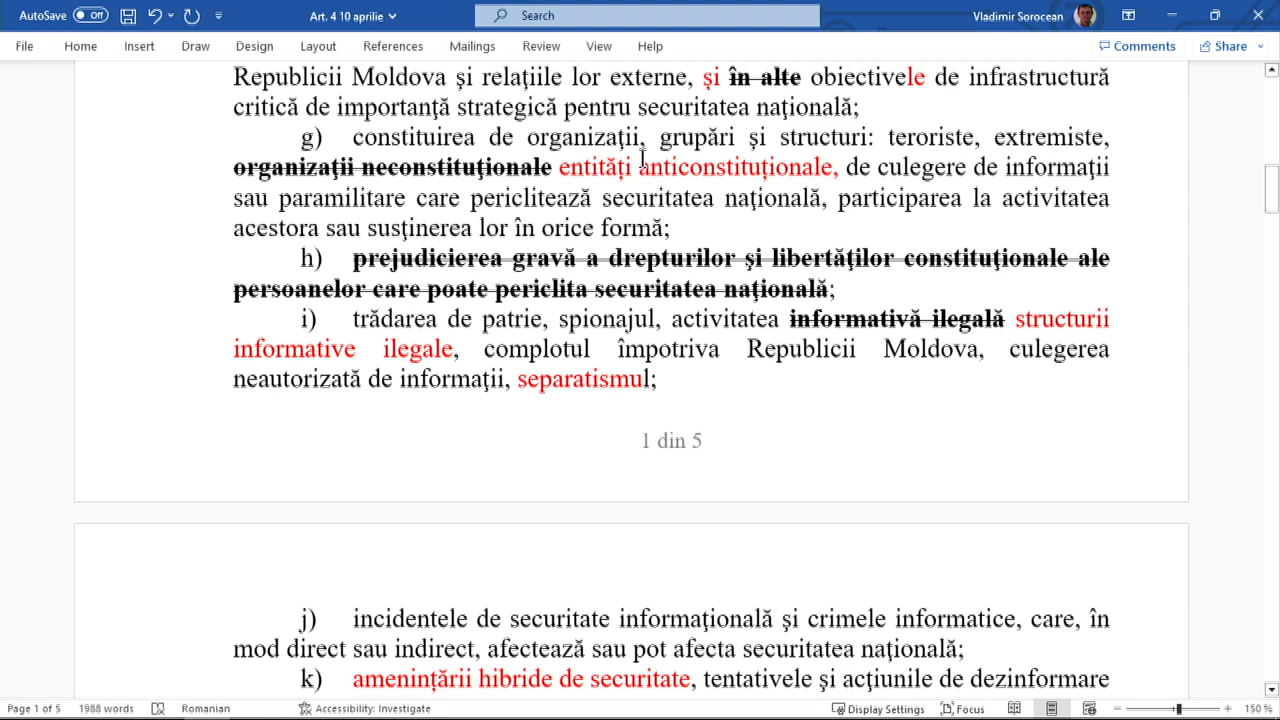 AutoSave Off Art. 4 10 aprilie Search Vladimir Sorocean
File Home Insert Draw Design Layout References Mailings Review View Help Comments Share
Republicii Moldova şi relaţiile lor externe, și în alte obiectivele de infrastructură
critică de importanţă strategică pentru securitatea naţională;
g) constituirea de organizaţii, grupări şi structuri: teroriste, extremiste,
organizaţii neconstituţionale entități anticonstituționale, de culegere de informaţii
sau paramilitare care periclitează securitatea naţională, participarea la activitatea
acestora sau susţinerea lor în orice formă;
h) prejudicierea gravă a drepturilor şi libertăţilor constituţionale ale
persoanelor care poate periclita securitatea naţională;
i) trădarea de patrie, spionajul, activitatea informativă ilegală structurii
informative ilegale, complotul împotriva Republicii Moldova, culegerea
neautorizată de informaţii, separatismul;
1 din 5
j) incidentele de securitate informaţională şi crimele informatice, care, în
mod direct sau indirect, afectează sau pot afecta securitatea naţională;
k) amenințării hibride de securitate, tentativele şi acţiunile de dezinformare
Page 1 of 5 1988 words Romanian Accessibility: Investigate Display Settings Focus 150 %